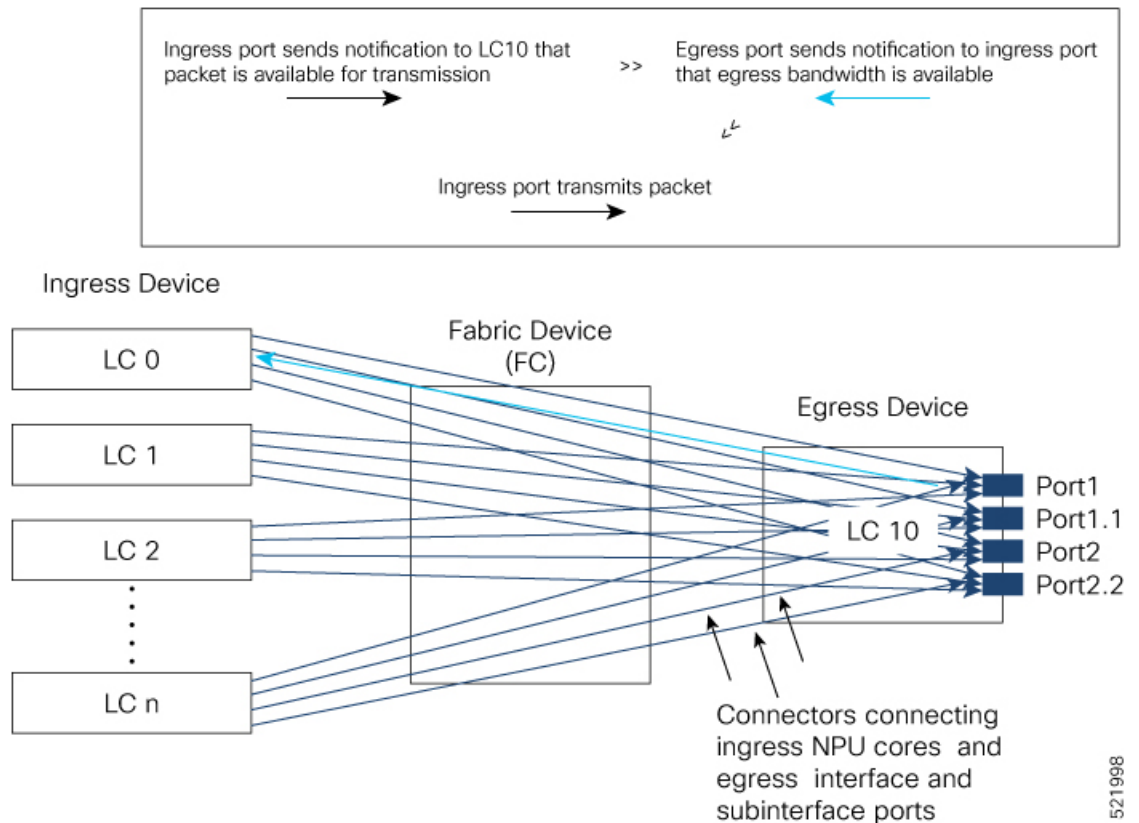 Ingress port sends notification to LC10 that
packet is available for transmission
>>
Egress port sends notification to ingress port
that egress bandwidth is available
>>
Ingress port transmits packet
Ingress Device
LC 0
LC 1
LC 2
LC n
Fabric Device
(FC)
Egress Device
LC 10
Port1
Port1.1
Port2
Port2.2
Connectors connecting
ingress NPU cores and
egress interface and
subinterface ports
521998